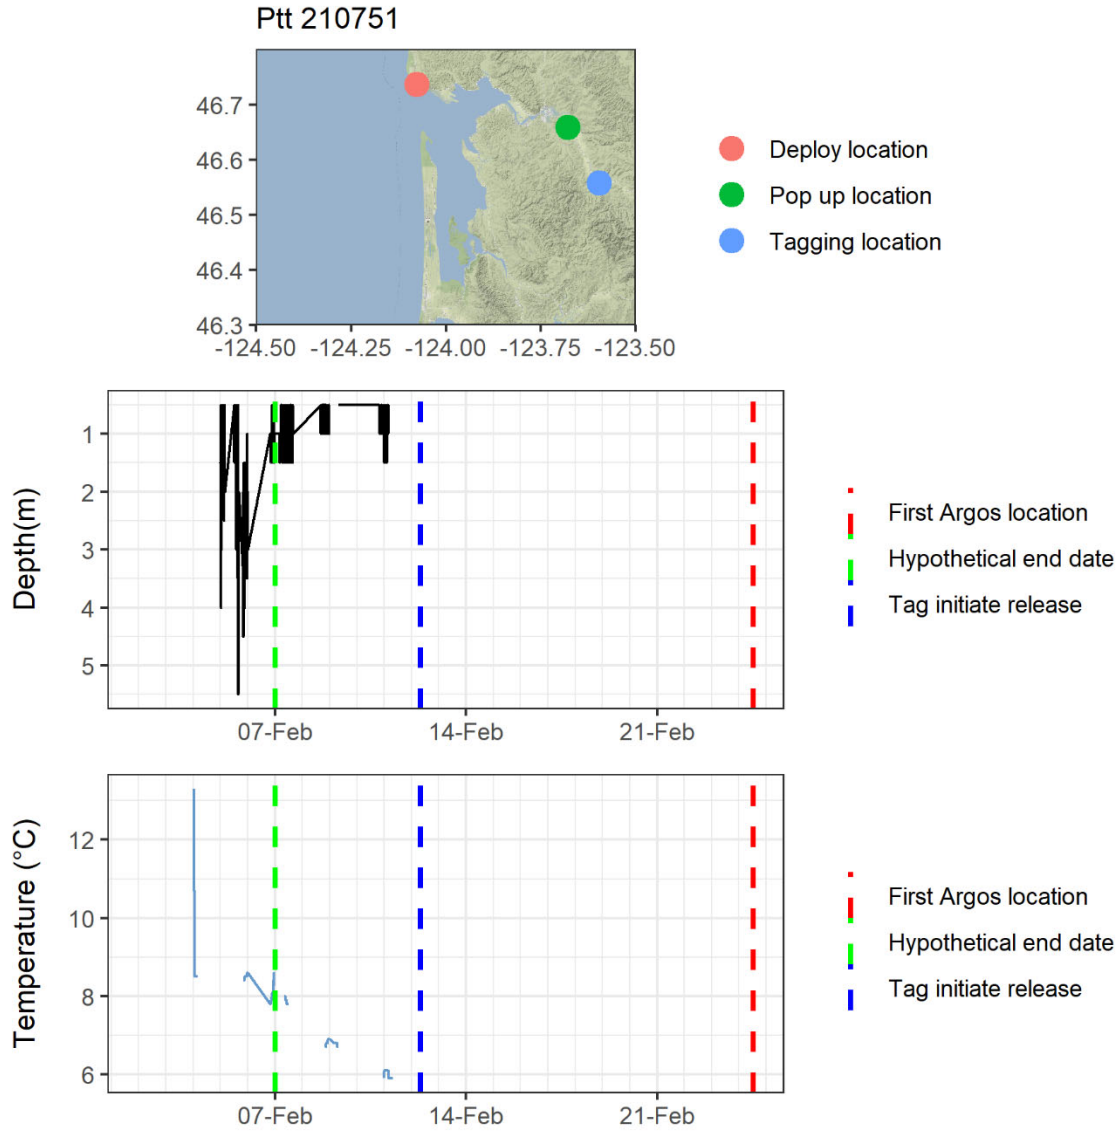 Ptt 210751
46.7
46.6
46.5
46.4
46.3
-124.50 -124.25 -124.00 -123.75 -123.50
Deploy location
Pop up location
Tagging location
Depth(m)
1
2
3
4
5
07-Feb 14-Feb 21-Feb
First Argos location
Hypothetical end date
Tag initiate release
Temperature (°C)
12
10
8
6
07-Feb 14-Feb 21-Feb
First Argos location
Hypothetical end date
Tag initiate release